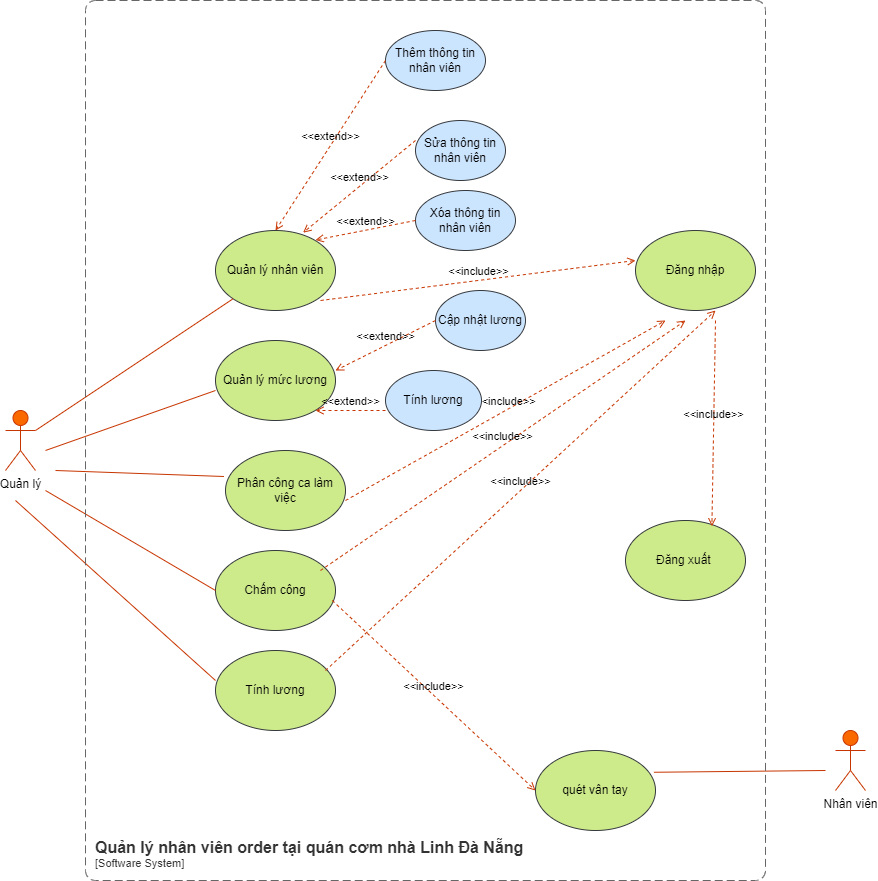 Thêm thông tin
nhân viên
<<extend>>
Sửa thông tin
nhân viên
<<extend>>
Xóa thông tin
nhân viên
<<extend>>
Quản lý nhân viên
<<include>>
Đăng nhập
Cập nhật lương
<<extend>>
Quản lý mức lương
<<extend>>
Tính lương
<include>>
<<include>>
<<include>>
<<include>>
Quản lý
Phân công ca làm
việc
Đăng xuất
Chấm công
Tính lương
<<include>>
quét vân tay
Nhân viên
Quản lý nhân viên order tại quán cơm nhà Linh Đà Nẵng
[Software System]